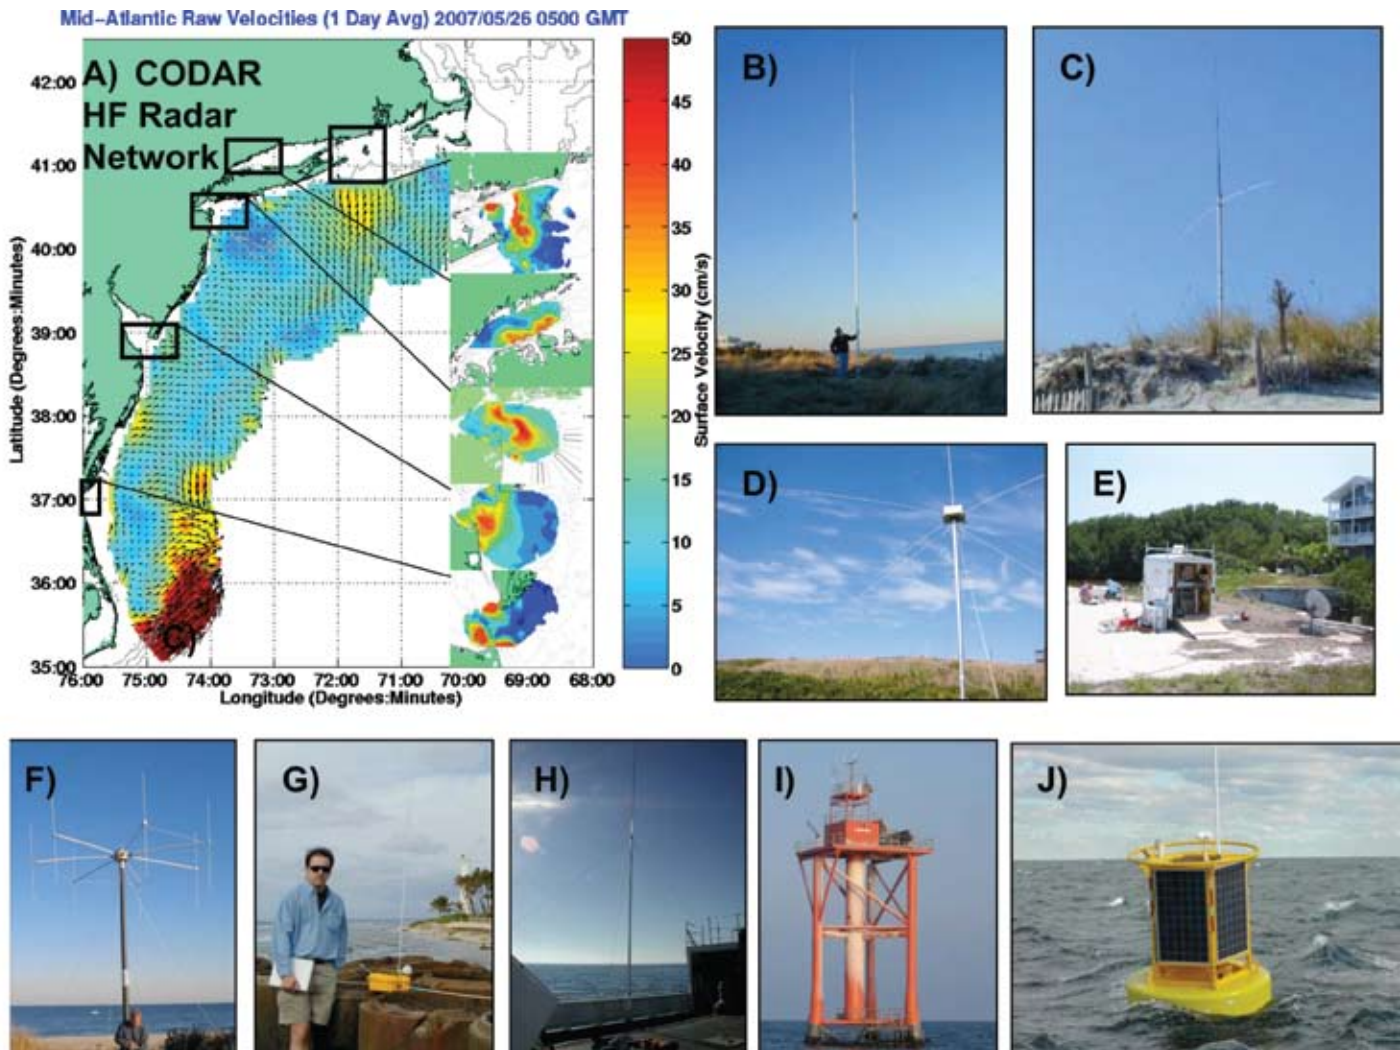 Mid-Atlantic Raw Velocities (1 Day Avg) 2007/05/26 0500 GMT
A) CODAR
HF Radar
Network
42:00
41:00
40:00
39:00
38:00
37:00
36:00
35:00
Latitude (Degrees:Minutes)
76:00 75:00 74:00 73:00 72:00 71:00 70:00 69:00 68:00
Longitude (Degrees:Minutes)
C)
50
45
40
35
30
25
20
15
10
5
0
Surface Velocity (cm/s)
B)
C)
D)
E)
F)
G)
H)
I)
J)